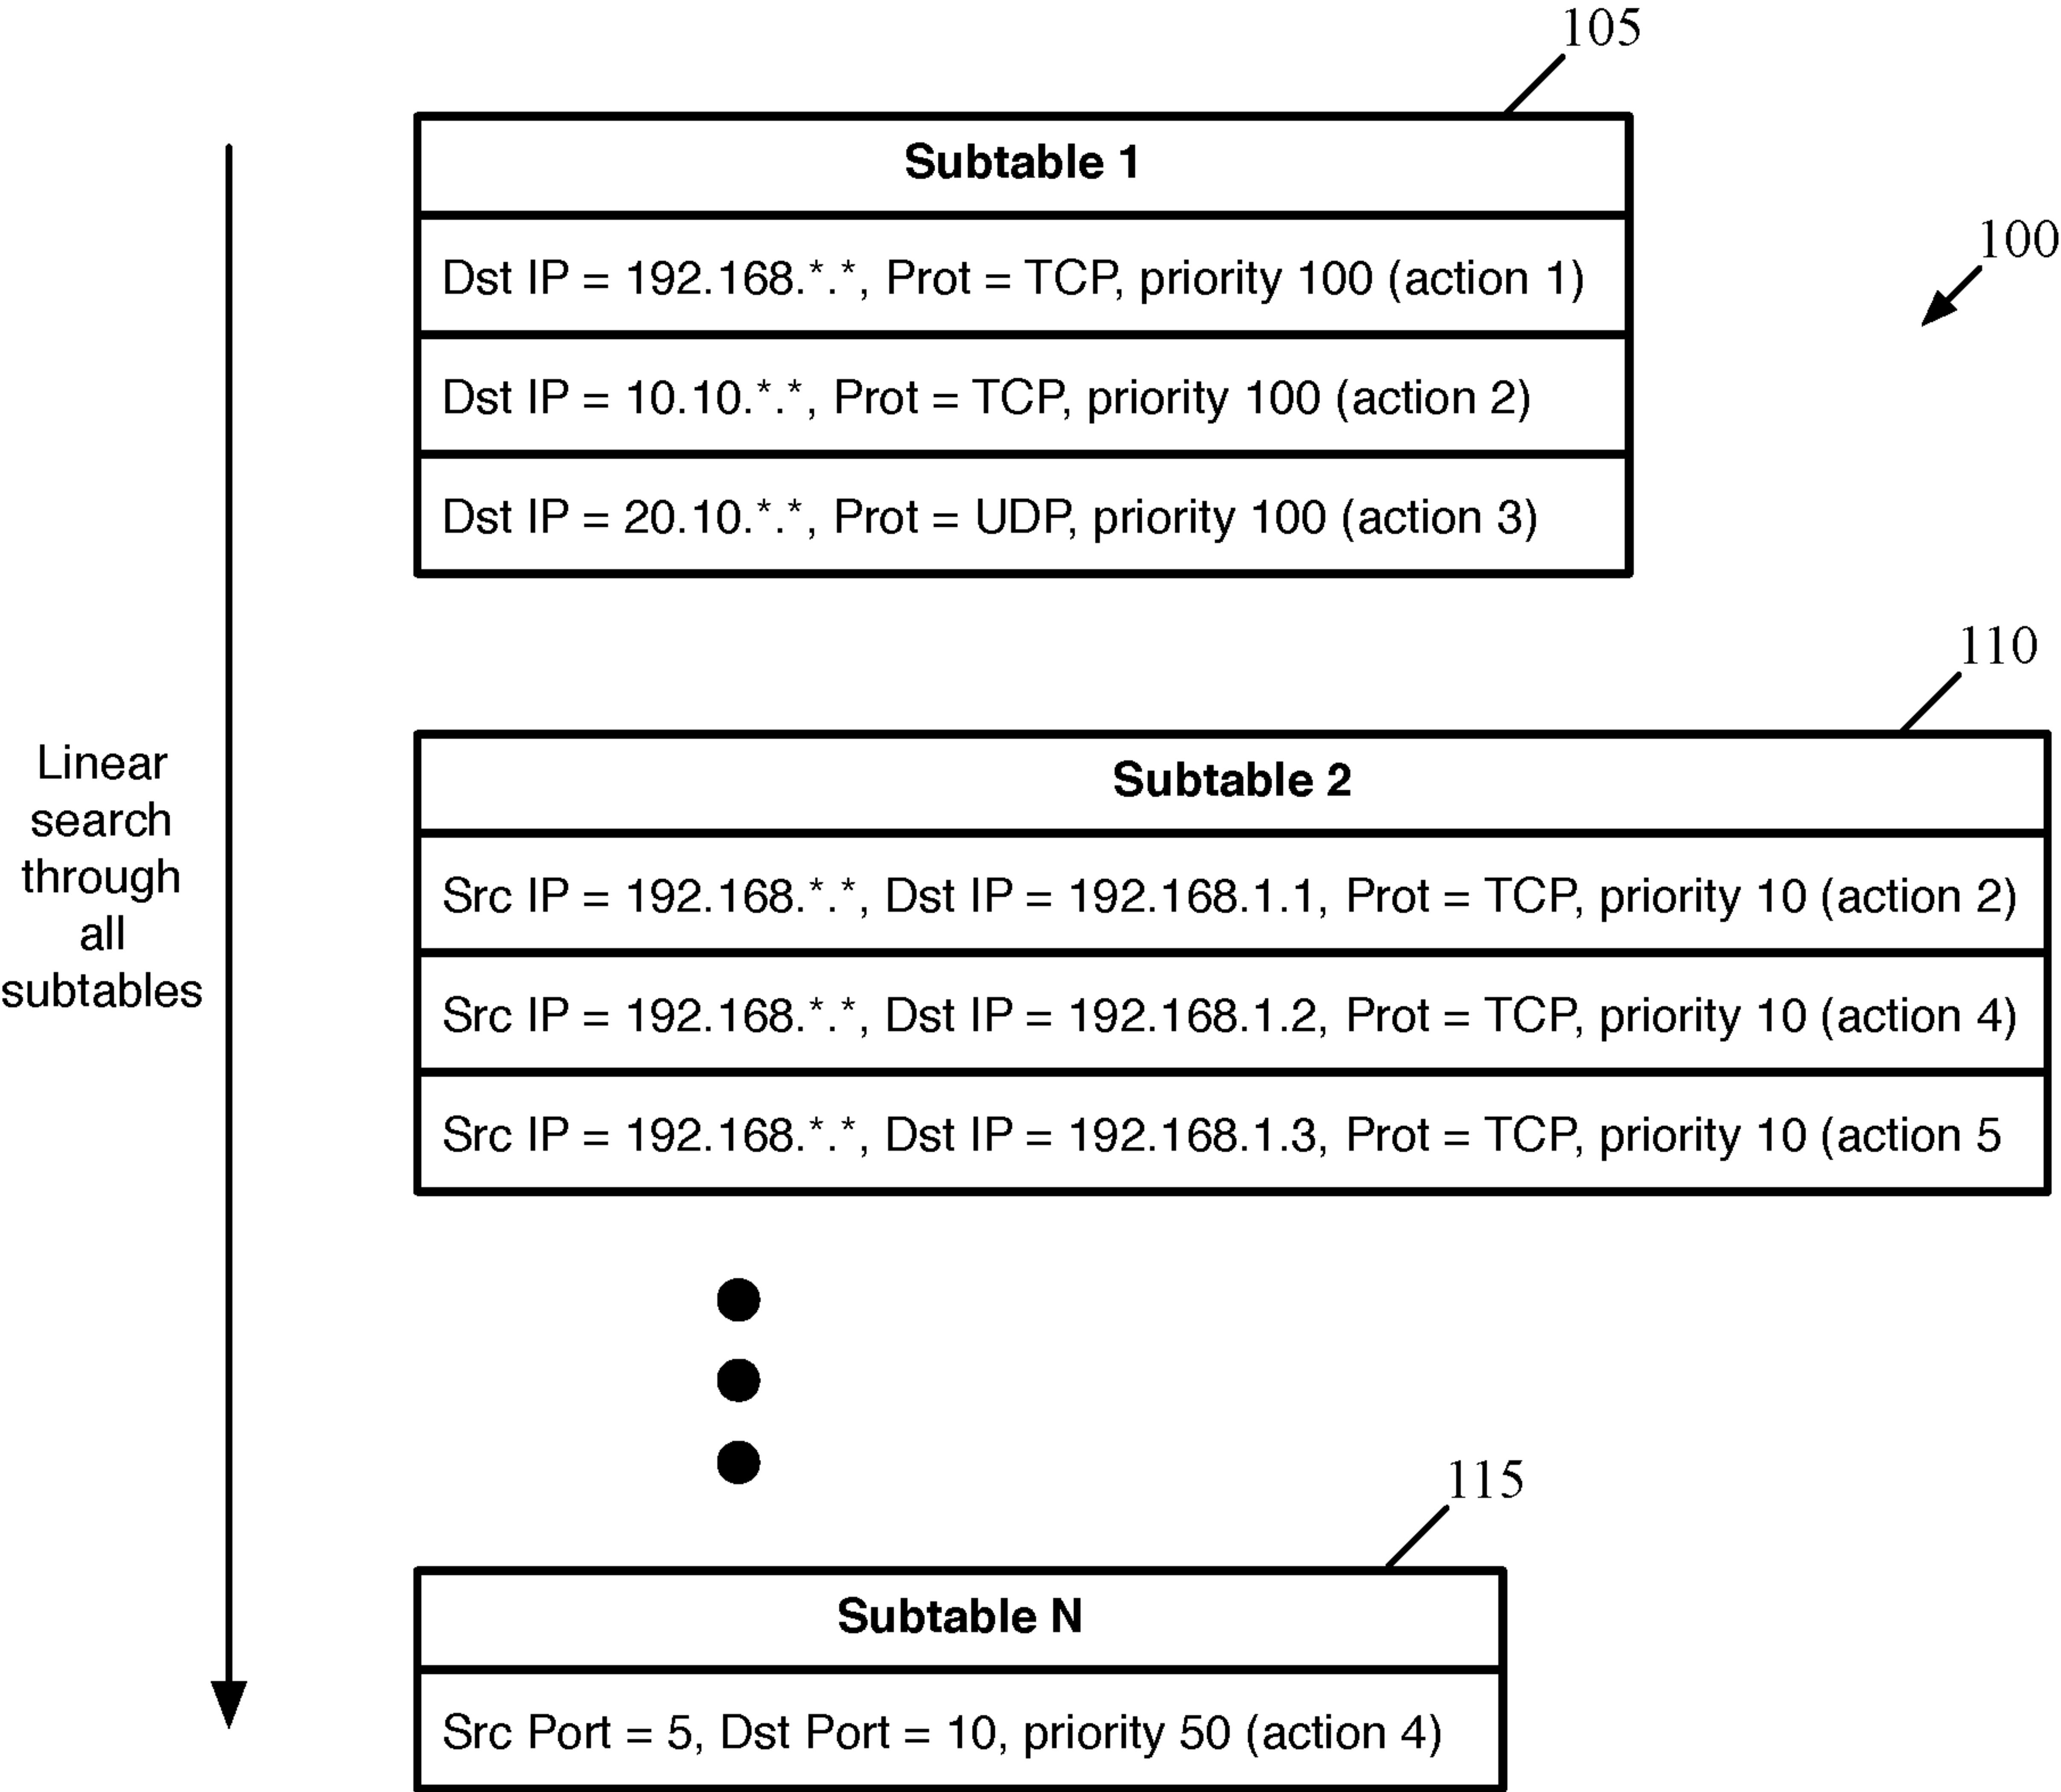 105
Subtable 1
100
Dst IP = 192.168.*.*, Prot = TCP, priority 100 (action 1)
Dst IP = 10.10.*.*, Prot = TCP, priority 100 (action 2)
Dst IP = 20.10.*.*, Prot = UDP, priority 100 (action 3)
110
Linear
search
through
all
subtables
Subtable 2
Src IP = 192.168.*.*, Dst IP = 192.168.1.1, Prot = TCP, priority 10 (action 2)
Src IP = 192.168.*.*, Dst IP = 192.168.1.2, Prot = TCP, priority 10 (action 4)
Src IP = 192.168.*.*, Dst IP = 192.168.1.3, Prot = TCP, priority 10 (action 5
115
Subtable N
Src Port = 5, Dst Port = 10, priority 50 (action 4)